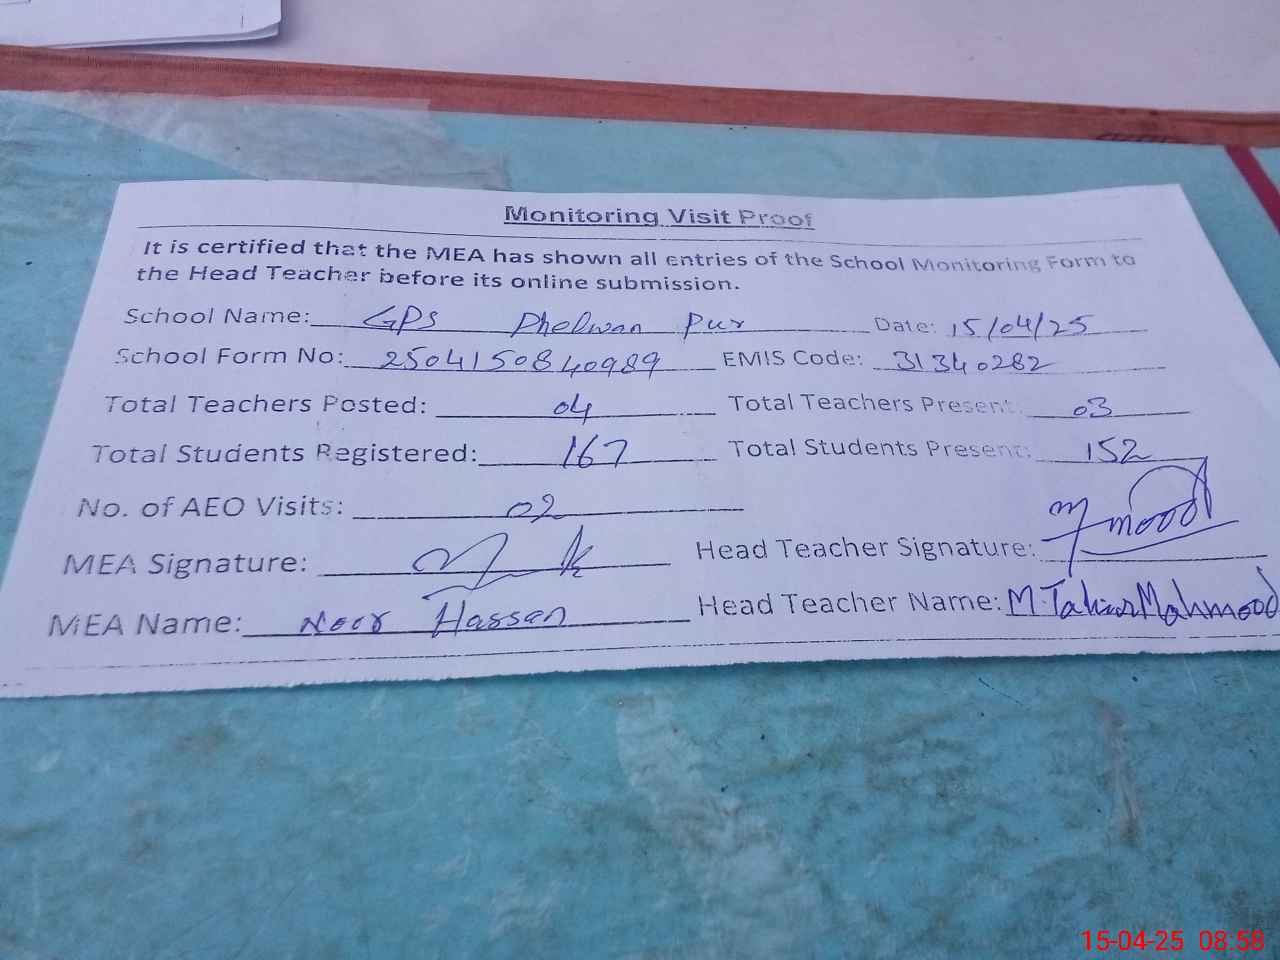 Monitoring Visit Proof
It is certified that the MEA has shown all entries of the School Monitoring Form to
the Head Teacher before its online submission.
School Name: GPS Phelwan Pur Date: 15/04/25
School Form No: 2504150840989 EMIS Code: 31340282
Total Teachers Posted: 04 Total Teachers Present: 03
Total Students Registered: 167 Total Students Present: 152
No. of AEO Visits: 02
MEA Signature: Head Teacher Signature: Mmood
MEA Name: Noor Hassan Head Teacher Name: M. Tahir Mahmood
15-04-25 08:58